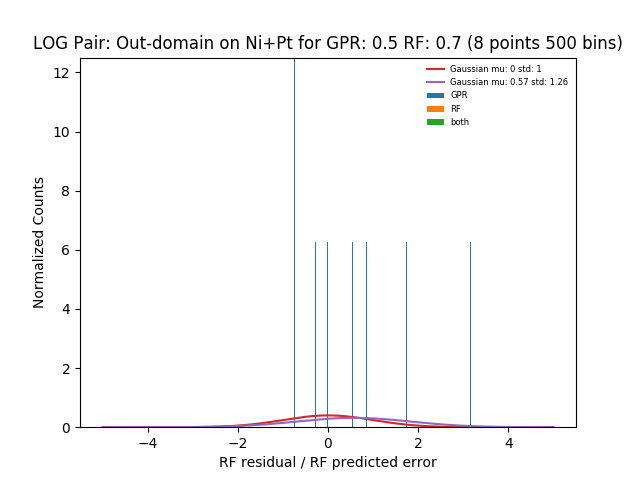 LOG Pair: Out-domain on Ni+Pt for GPR: 0.5 RF: 0.7 (8 points 500 bins)
Gaussian mu: 0 std: 1
Gaussian mu: 0.57 std: 1.26
GPR
RF
both
12
10
8
6
4
2
0
Normalized Counts
−4
−2
0
2
4
RF residual / RF predicted error